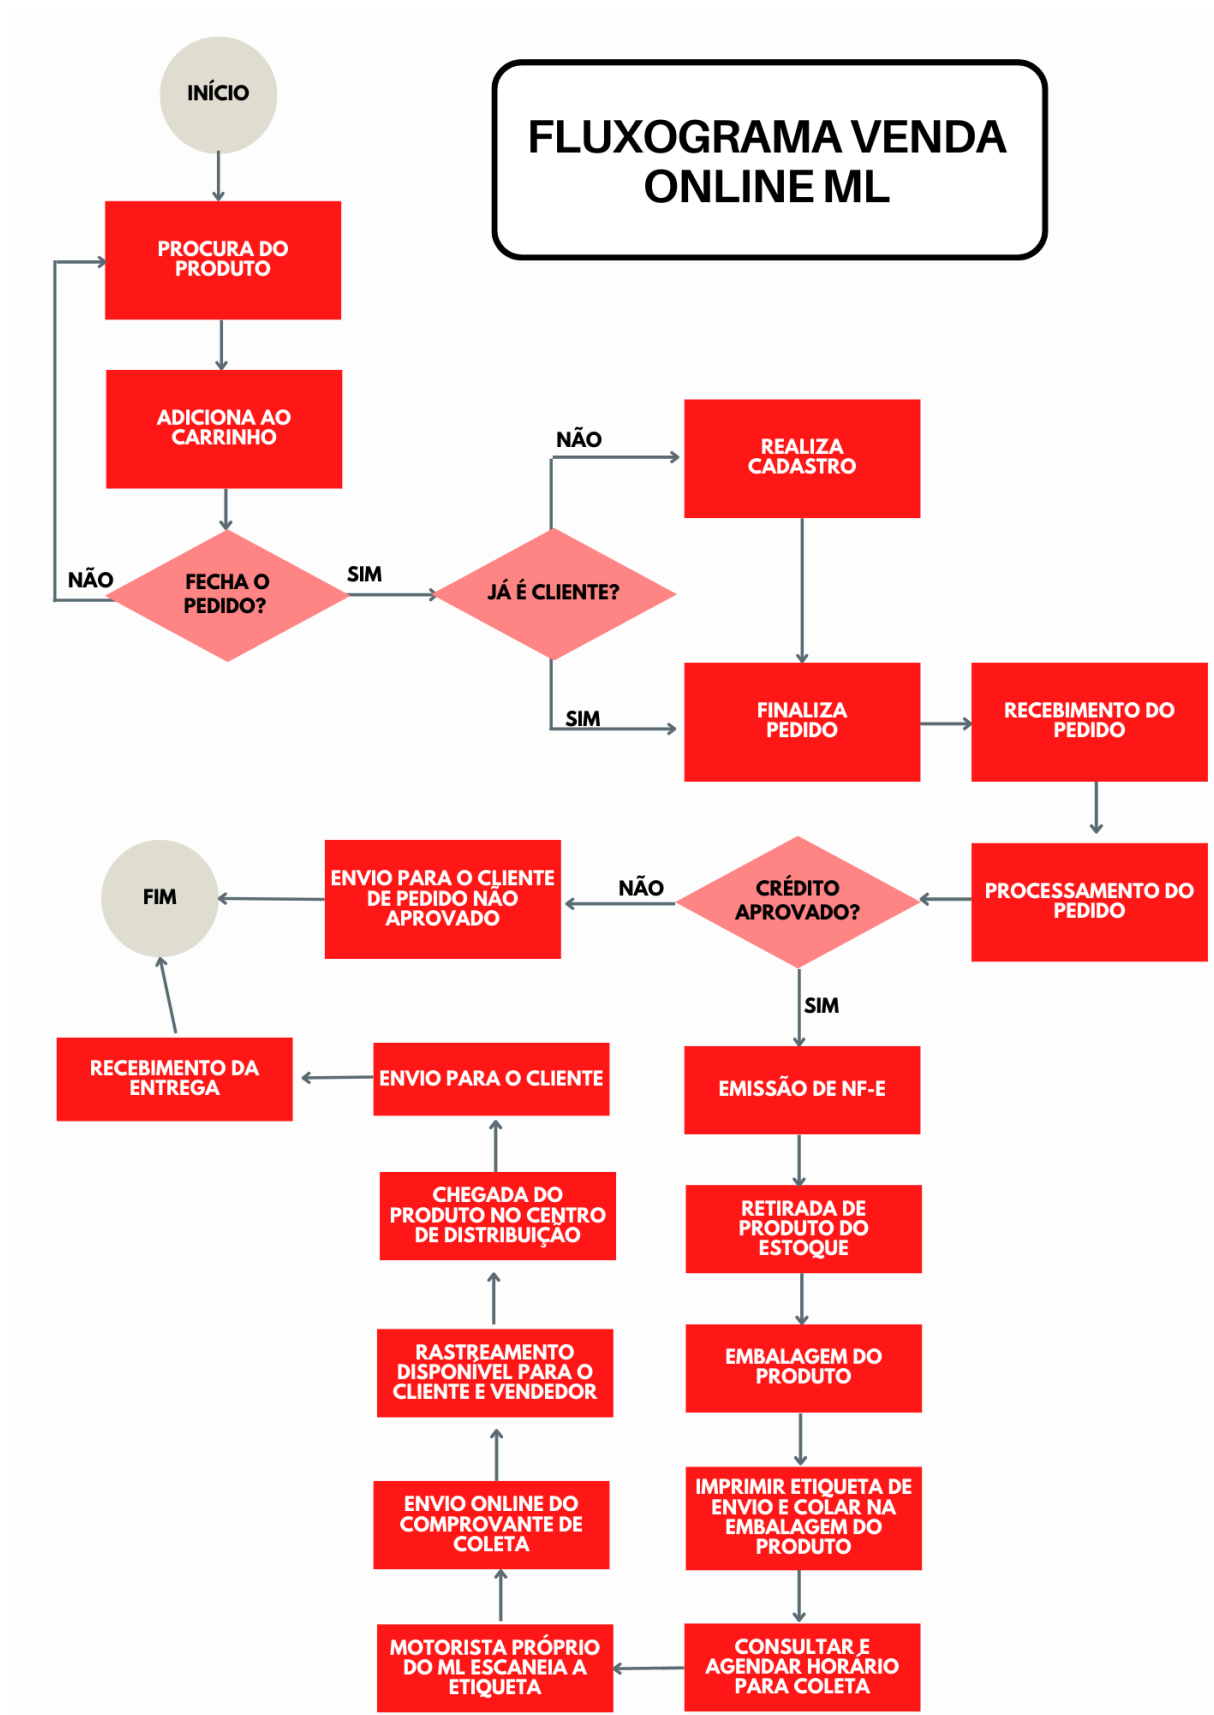 INÍCIO
FLUXOGRAMA VENDA
ONLINE ML
PROCURA DO
PRODUTO
ADICIONA AO
CARRINHO
FECHA O
PEDIDO?
NÃO
SIM
JÁ É CLIENTE?
NÃO
REALIZA
CADASTRO
SIM
FINALIZA
PEDIDO
RECEBIMENTO DO
PEDIDO
PROCESSAMENTO DO
PEDIDO
CRÉDITO
APROVADO?
NÃO
ENVIO PARA O CLIENTE
DE PEDIDO NÃO
APROVADO
FIM
SIM
EMISSÃO DE NF-E
RETIRADA DE
PRODUTO DO
ESTOQUE
EMBALAGEM DO
PRODUTO
IMPRIMIR ETIQUETA DE
ENVIO E COLAR NA
EMBALAGEM DO
PRODUTO
CONSULTAR E
AGENDAR HORÁRIO
PARA COLETA
MOTORISTA PRÓPRIO
DO ML ESCANEIA A
ETIQUETA
ENVIO ONLINE DO
COMPROVANTE DE
COLETA
RASTREAMENTO
DISPONÍVEL PARA O
CLIENTE E VENDEDOR
CHEGADA DO
PRODUTO NO CENTRO
DE DISTRIBUIÇÃO
ENVIO PARA O CLIENTE
RECEBIMENTO DA
ENTREGA